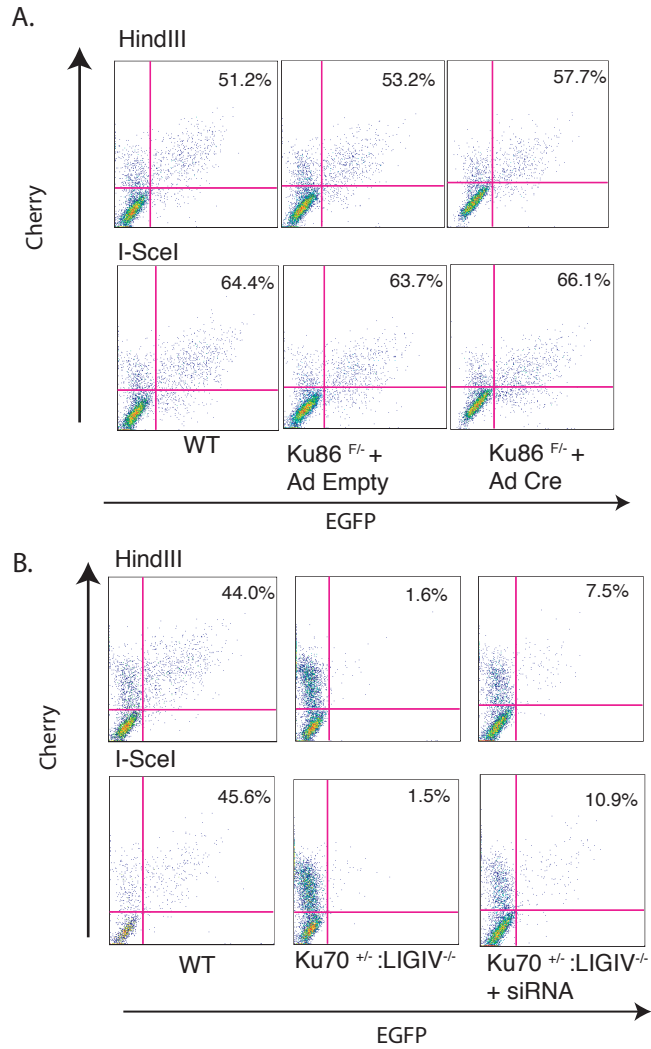 A.
HindIII
51.2%
53.2%
57.7%
Cherry
I-SceI
64.4%
63.7%
66.1%
WT
Ku86 F/- +
Ad Empty
Ku86 F/- +
Ad Cre
EGFP
B.
HindIII
44.0%
1.6%
7.5%
Cherry
I-SceI
45.6%
1.5%
10.9%
WT
Ku70 +/- :LIGIV-/-
Ku70 +/- :LIGIV-/-
+ siRNA
EGFP